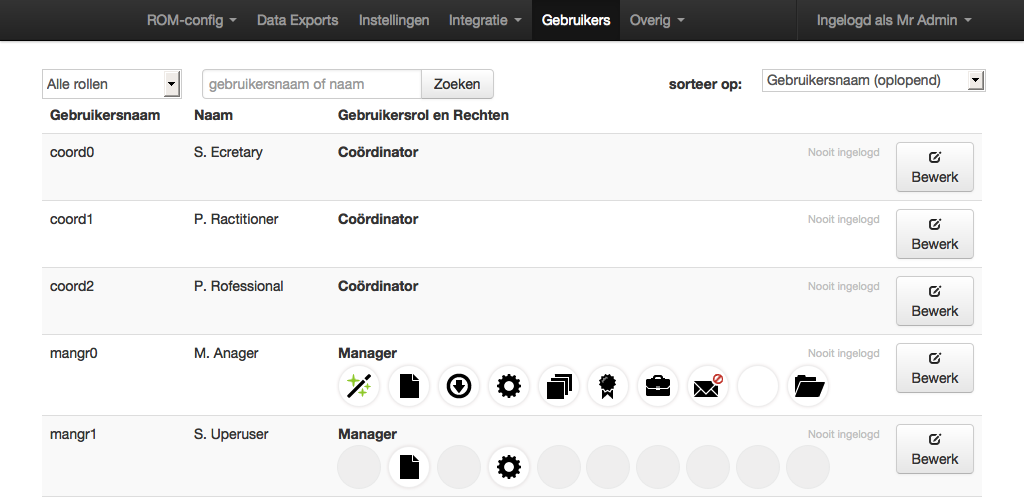 ROM-config Data Exports Instellingen Integratie Gebruikers Overig Ingelogd als Mr Admin
Alle rollen gebruikersnaam of naam Zoeken sorteer op: Gebruikersnaam (oplopend)
Gebruikersnaam Naam Gebruikersrol en Rechten
coord0 S. Ecretary Coördinator Nooit ingelogd Bewerk
coord1 P. Ractitioner Coördinator Nooit ingelogd Bewerk
coord2 P. Rofessional Coördinator Nooit ingelogd Bewerk
mangr0 M. Anager Manager Nooit ingelogd Bewerk
mangr1 S. Uperuser Manager Nooit ingelogd Bewerk